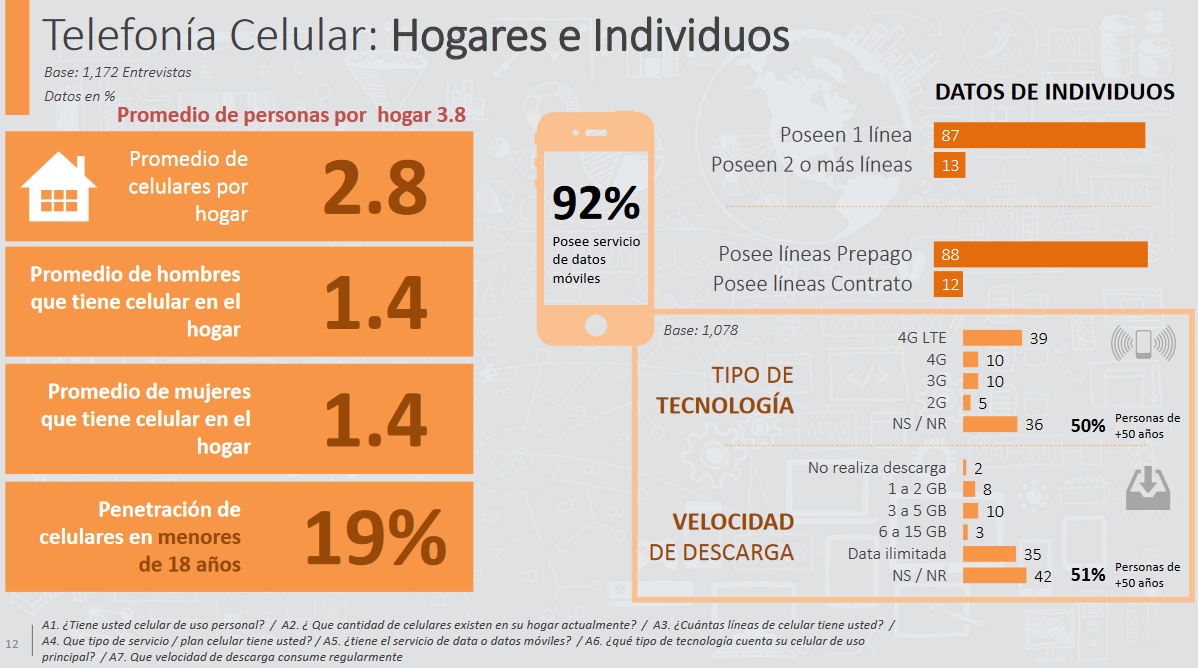 Telefonía Celular: Hogares e Individuos
Base: 1,172 Entrevistas
Datos en %
Promedio de personas por hogar 3.8
Promedio de
celulares por
hogar
2.8
Promedio de hombres
que tiene celular en el
hogar
1.4
Promedio de mujeres
que tiene celular en el
hogar
1.4
Penetración de
celulares en menores
de 18 años
19%
92%
Posee servicio
de datos
móviles
DATOS DE INDIVIDUOS
Poseen 1 línea 87
Poseen 2 o más líneas 13
Posee líneas Prepago 88
Posee líneas Contrato 12
Base: 1,078
TIPO DE
TECNOLOGÍA
4G LTE 39
4G 10
3G 10
2G 5
NS / NR 36
50% Personas de
+50 años
VELOCIDAD
DE DESCARGA
No realiza descarga 2
1 a 2 GB 8
3 a 5 GB 10
6 a 15 GB 3
Data ilimitada 35
NS / NR 42
51% Personas de
+50 años
12
A1. ¿Tiene usted celular de uso personal? / A2. ¿ Que cantidad de celulares existen en su hogar actualmente? / A3. ¿Cuántas líneas de celular tiene usted? /
A4. Que tipo de servicio / plan celular tiene usted? / A5. ¿tiene el servicio de data o datos móviles? / A6. ¿qué tipo de tecnología cuenta su celular de uso
principal? / A7. Que velocidad de descarga consume regularmente